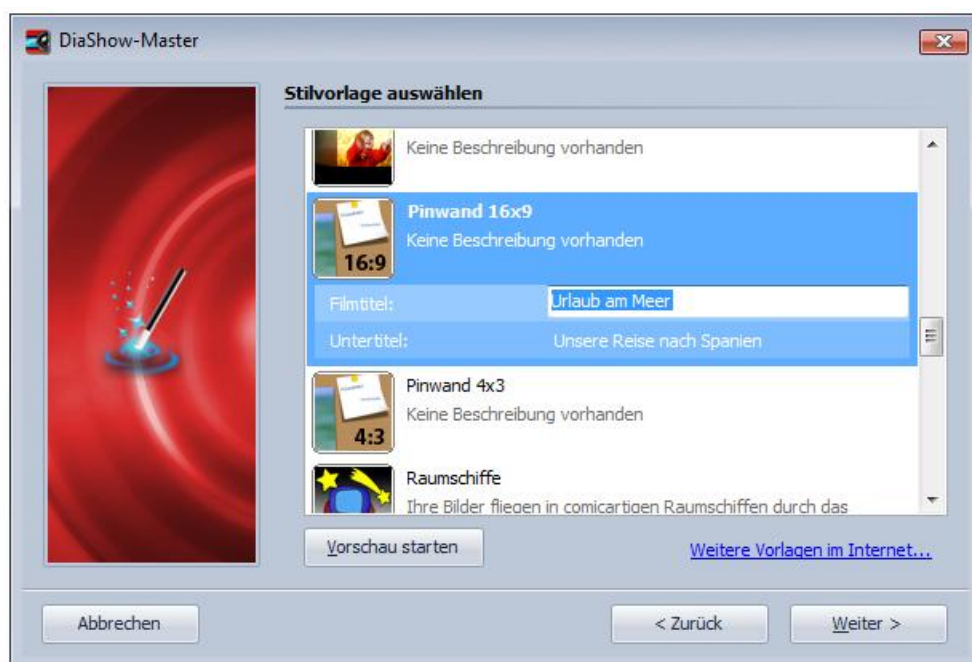 DiaShow-Master
Stilvorlage auswählen
Keine Beschreibung vorhanden
Pinwand 16x9
Keine Beschreibung vorhanden
16:9
Filmtitel: Urlaub am Meer
Untertitel: Unsere Reise nach Spanien
Pinwand 4x3
Keine Beschreibung vorhanden
4:3
Raumschiffe
Ihre Bilder fliegen in comicartigen Raumschiffen durch das
Vorschau starten
Weitere Vorlagen im Internet...
Abbrechen
< Zurück
Weiter >